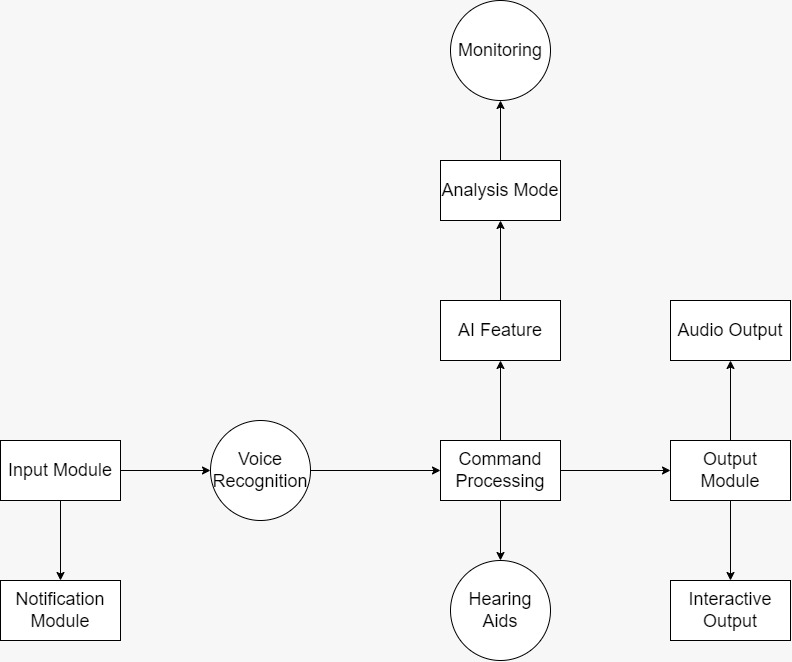 Monitoring
Analysis Mode
AI Feature
Audio Output
Input Module
Voice
Recognition
Command
Processing
Output
Module
Notification
Module
Hearing
Aids
Interactive
Output